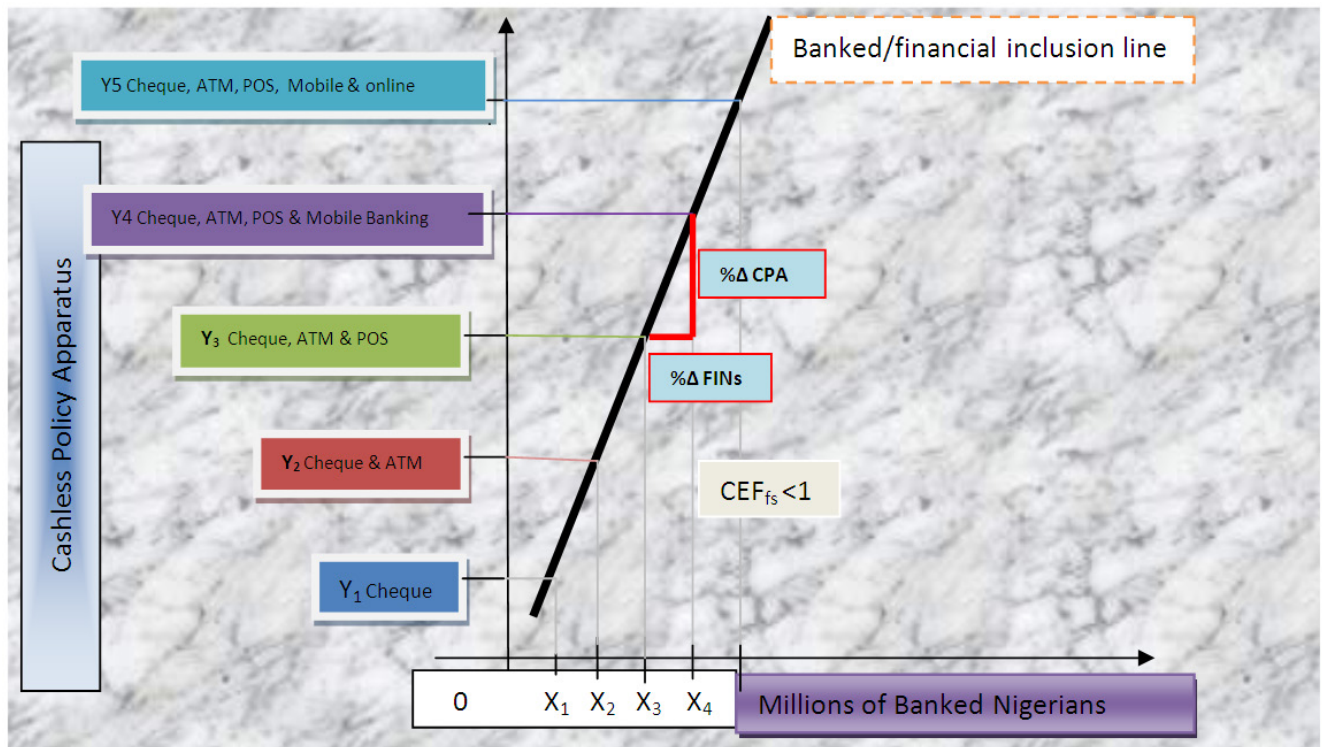 Banked/financial inclusion line
Y5 Cheque, ATM, POS, Mobile & online
Cashless Policy Apparatus
Y4 Cheque, ATM, POS & Mobile Banking
%Δ CPA
Y₃ Cheque, ATM & POS
%Δ FINs
Y₂ Cheque & ATM
CEF_fs <1
Y₁ Cheque
0 X₁ X₂ X₃ X₄
Millions of Banked Nigerians